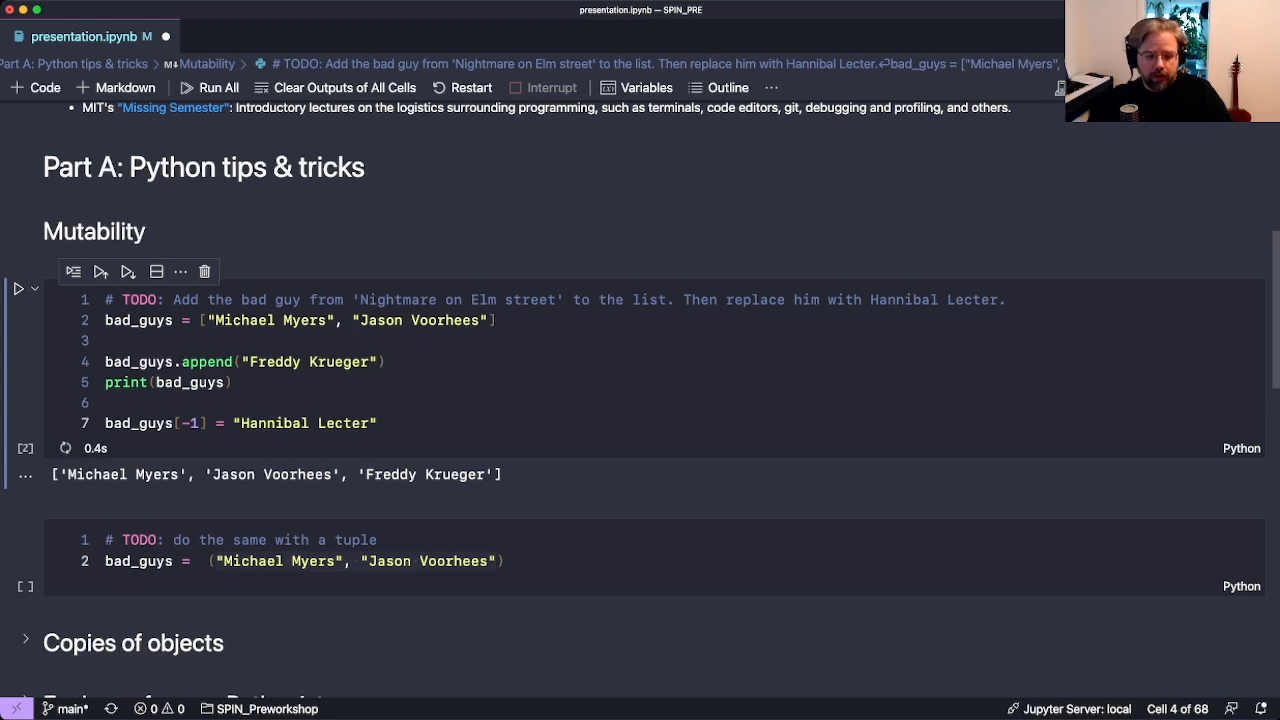 presentation.ipynb — SPIN_PRE
presentation.ipynb M
Part A: Python tips & tricks > M↓Mutability > # TODO: Add the bad guy from 'Nightmare on Elm street' to the list. Then replace him with Hannibal Lecter.↵bad_guys = ["Michael Myers",
+ Code + Markdown Run All Clear Outputs of All Cells Restart Interrupt Variables Outline ...
• MIT's "Missing Semester": Introductory lectures on the logistics surrounding programming, such as terminals, code editors, git, debugging and profiling, and others.
Part A: Python tips & tricks
Mutability
1 # TODO: Add the bad guy from 'Nightmare on Elm street' to the list. Then replace him with Hannibal Lecter.
2 bad_guys = ["Michael Myers", "Jason Voorhees"]
3
4 bad_guys.append("Freddy Krueger")
5 print(bad_guys)
6
7 bad_guys[-1] = "Hannibal Lecter"
[2] 0.4s Python
... ['Michael Myers', 'Jason Voorhees', 'Freddy Krueger']
1 # TODO: do the same with a tuple
2 bad_guys = ("Michael Myers", "Jason Voorhees")
[ ] Python
> Copies of objects
main* 0 0 SPIN_Preworkshop Jupyter Server: local Cell 4 of 68